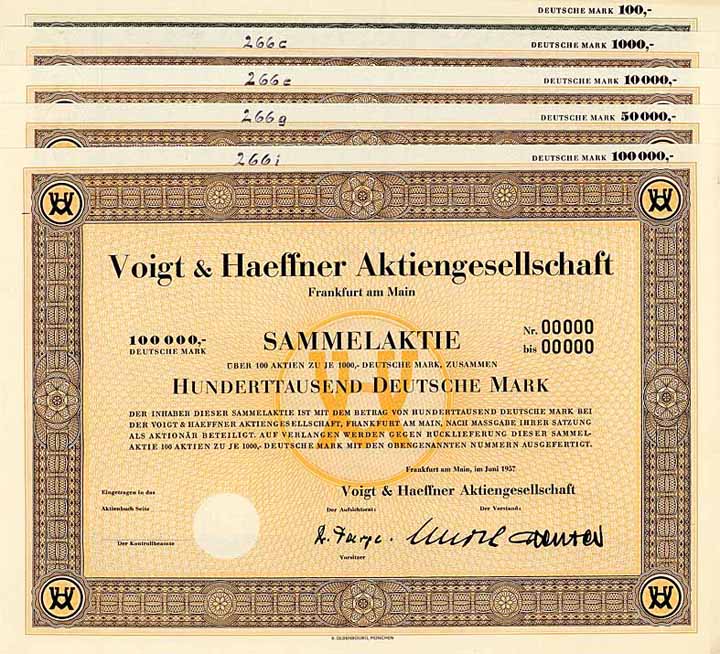 DEUTSCHE MARK 100,-
266c DEUTSCHE MARK 1000,-
266e DEUTSCHE MARK 10000,-
266g DEUTSCHE MARK 50000,-
266i DEUTSCHE MARK 100000,-
Voigt & Haeffner Aktiengesellschaft
Frankfurt am Main
100000,-
DEUTSCHE MARK
SAMMELAKTIE
Nr. 00000
bis 00000
ÜBER 100 AKTIEN ZU JE 1000,- DEUTSCHE MARK, ZUSAMMEN
HUNDERTTAUSEND DEUTSCHE MARK
DER INHABER DIESER SAMMELAKTIE IST MIT DEM BETRAG VON HUNDERTTAUSEND DEUTSCHE MARK BEI
DER VOIGT & HAEFFNER AKTIENGESELLSCHAFT, FRANKFURT AM MAIN, NACH MASSGABE IHRER SATZUNG
ALS AKTIONÄR BETEILIGT. AUF VERLANGEN WERDEN GEGEN RÜCKLIEFERUNG DIESER SAMMEL-
AKTIE 100 AKTIEN ZU JE 1000,- DEUTSCHE MARK MIT DEN OBENGENANNTEN NUMMERN AUSGEFERTIGT.
Frankfurt am Main, im Juni 1957
Voigt & Haeffner Aktiengesellschaft
Eingetragen in das
Aktienbuch Seite
Der Aufsichtsrat: Der Vorstand:
Der Kontrollbeamte
Vorsitzer
R. OLDENBOURG, MÜNCHEN